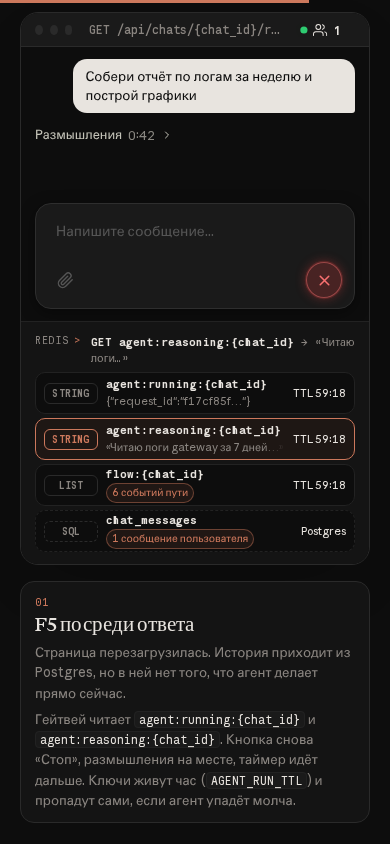 GET /api/chats/{chat_id}/r… 1
Собери отчёт по логам за неделю и
построй графики
Размышления 0:42 >
Напишите сообщение…
REDIS > GET agent:reasoning:{chat_id} → «Читаю
логи…»
STRING agent:running:{chat_id} TTL 59:18
{"request_id":"f17cf85f…"}
STRING agent:reasoning:{chat_id} TTL 59:18
«Читаю логи gateway за 7 дней…
LIST flow:{chat_id} TTL 59:18
6 событий пути
SQL chat_messages Postgres
1 сообщение пользователя
01
F5 посреди ответа
Страница перезагрузилась. История приходит из
Postgres, но в ней нет того, что агент делает
прямо сейчас.
Гейтвей читает agent:running:{chat_id} и
agent:reasoning:{chat_id}. Кнопка снова
«Стоп», размышления на месте, таймер идёт
дальше. Ключи живут час (AGENT_RUN_TTL) и
пропадут сами, если агент упадёт молча.